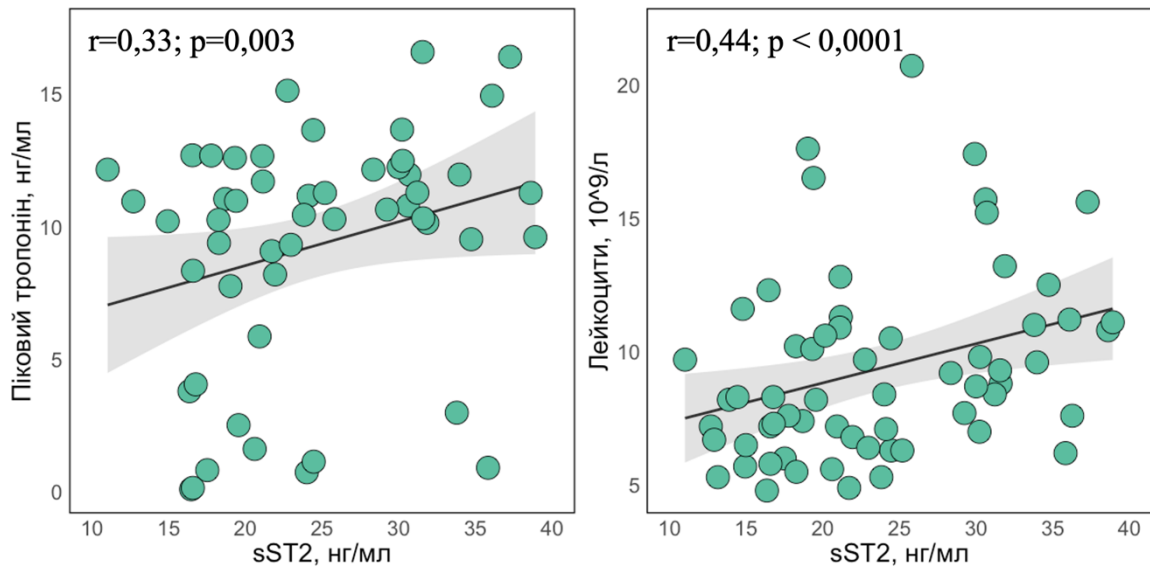 r=0,33; p=0,003
Піковий тропонін, нг/мл
15
10
5
0
10 15 20 25 30 35 40
sST2, нг/мл
r=0,44; p < 0,0001
Лейкоцити, 10^9/л
20
15
10
5
10 15 20 25 30 35 40
sST2, нг/мл